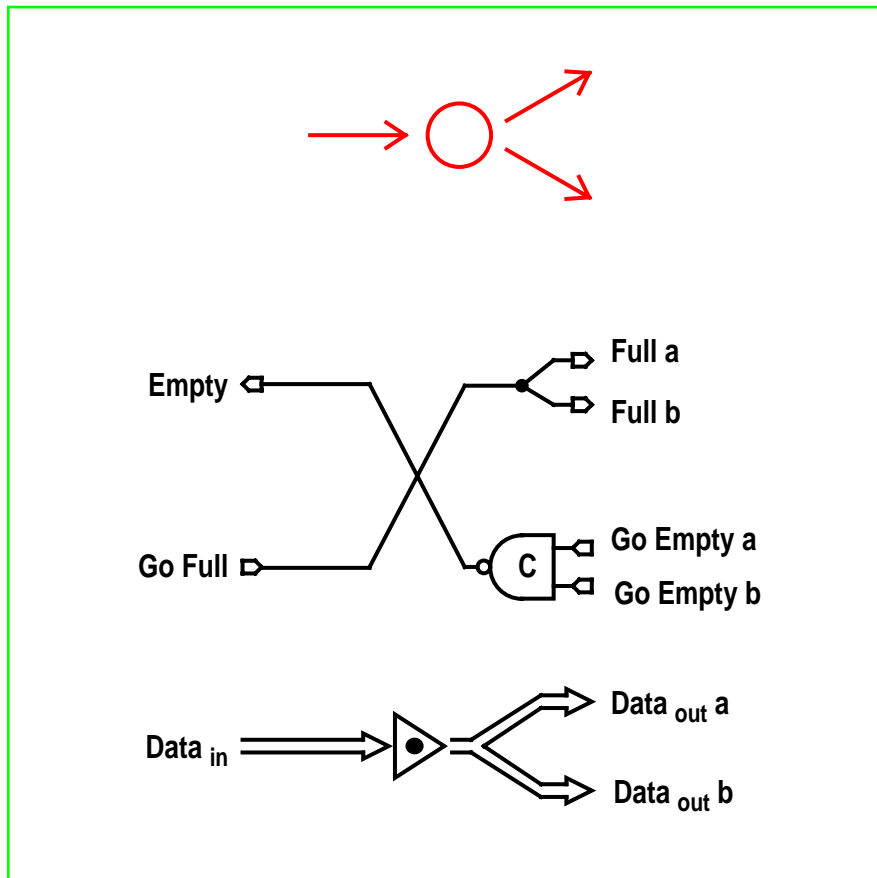 Full a
Empty
Full b
Go Full
C
Go Empty a
Go Empty b
Data out a
Data in
Data out b